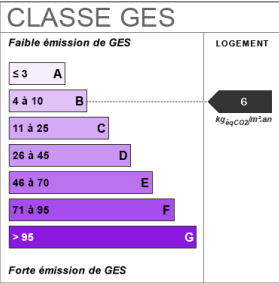 CLASSE GES
Faible émission de GES
LOGEMENT
≤ 3 A
4 à 10 B
6
kgéqCO2/m².an
11 à 25 C
26 à 45 D
46 à 70 E
71 à 95 F
> 95 G
Forte émission de GES